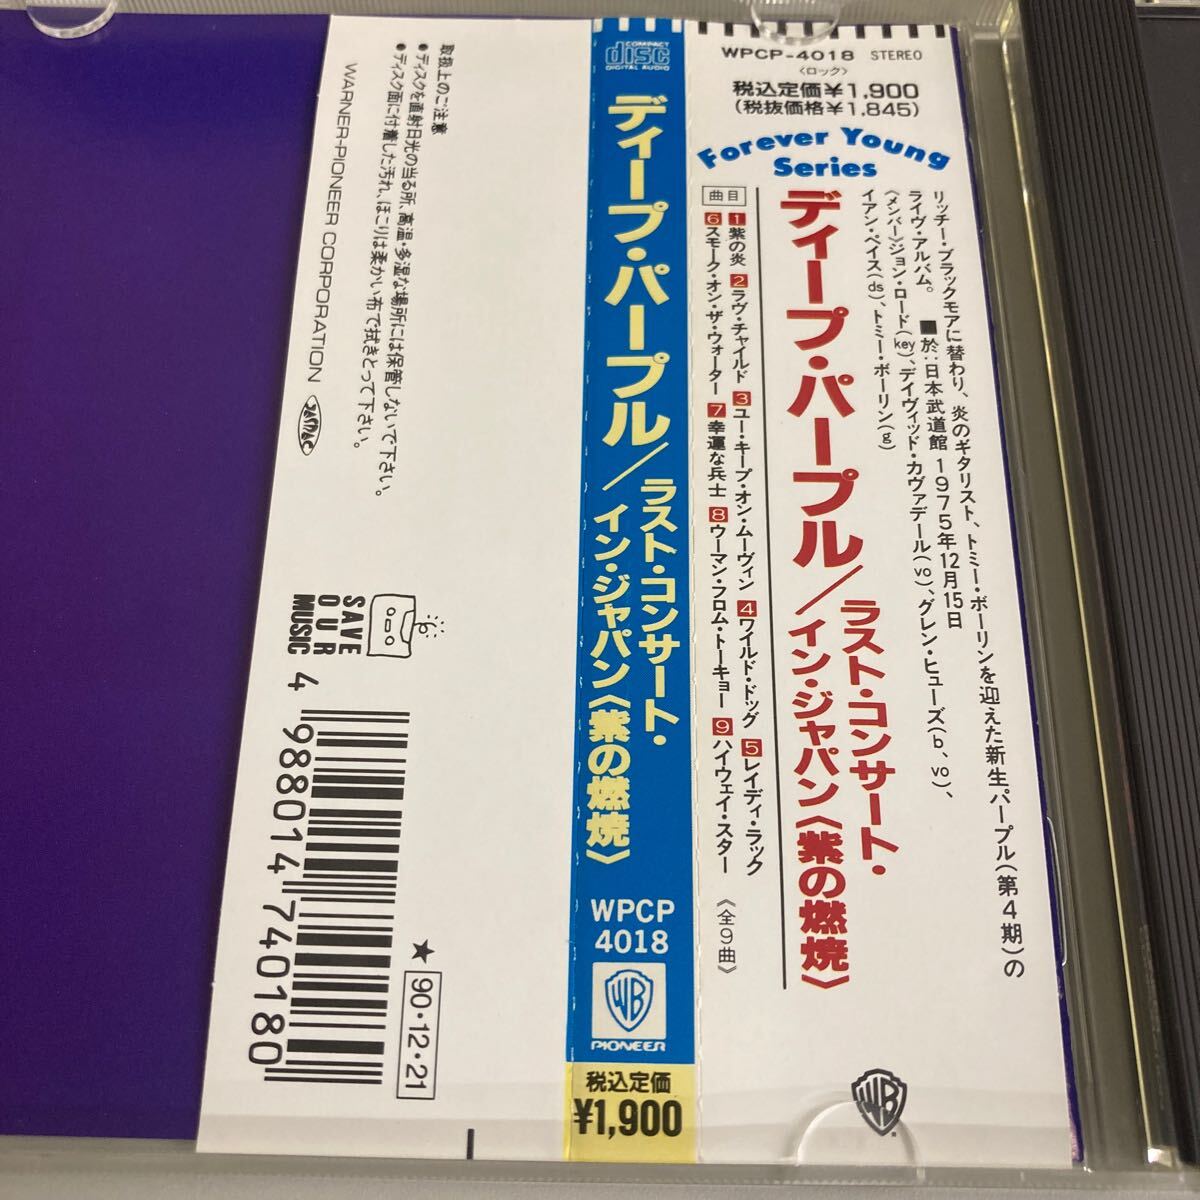 WPCP-4018 STEREO
〈ロック〉
税込定価¥1,900
(税抜価格¥1,845)
Forever Young
Series
リッチー・ブラックモアに替わり、炎のギタリスト、トミー・ボーリンを迎えた新生パープル(第4期)の
ライヴ・アルバム。 ■於:日本武道館 1975年12月15日
〈メンバー〉ジョン・ロード(key)、デイヴィッド・カヴァデール(vo)、グレン・ヒューズ(b、vo)、
イアン・ペイス(ds)、トミー・ボーリン(g)
ディープ・パープル/ラスト・コンサート・
イン・ジャパン〈紫の燃焼〉
曲目
1紫の炎 2ラヴ・チャイルド 3ユー・キープ・オン・ムーヴィン 4ワイルド・ドッグ 5レイディ・ラック
6スモーク・オン・ザ・ウォーター 7幸運な兵士 8ウーマン・フロム・トーキョー 9ハイウェイ・スター
《全9曲》
COMPACT
disc
DIGITAL AUDIO
ディープ・パープル/ラスト・コンサート・
イン・ジャパン〈紫の燃焼〉
WPCP
4018
WB
PIONEER
税込定価
¥1,900
取扱上のご注意
●ディスクを直射日光の当る所、高温・多湿な場所には保管しないで下さい。
●ディスク面に付着した汚れ、ほこりは柔かい布で拭きとって下さい。
WARNER-PIONEER CORPORATION
JASRAC
SAVE
OUR
MUSIC
4 988014 740180
★ 90・12・21
WB